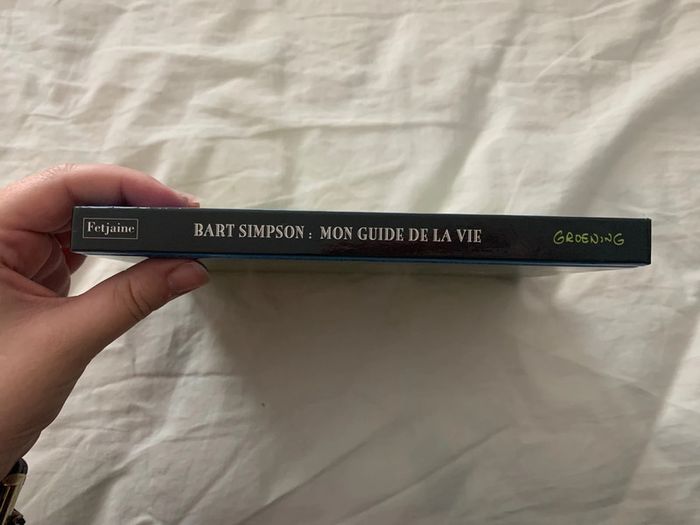 Fetjaine
BART SIMPSON : MON GUIDE DE LA VIE
GROENING